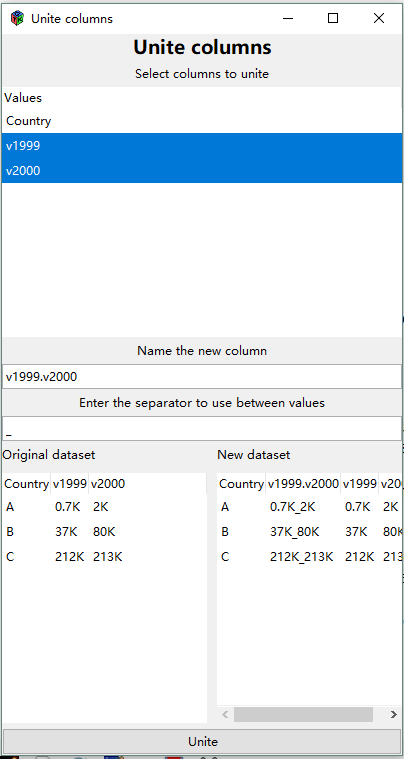 Unite columns
Unite columns
Select columns to unite
Values
Country
v1999
v2000
Name the new column
v1999.v2000
Enter the separator to use between values
_
Original dataset
New dataset
Country v1999 v2000
A 0.7K 2K
B 37K 80K
C 212K 213K
Country v1999.v2000 v1999
A 0.7K_2K 0.7K 2K
B 37K_80K 37K 80K
C 212K_213K 212K 213
Unite